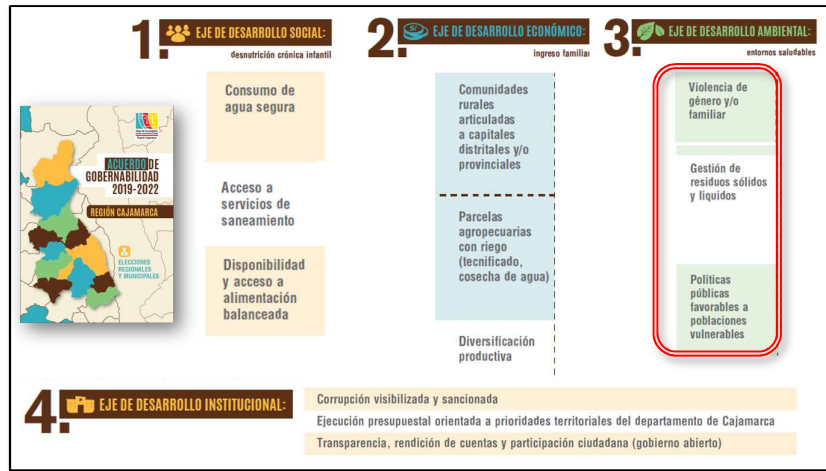 1. EJE DE DESARROLLO SOCIAL:
desnutrición crónica infantil
Consumo de
agua segura
Acceso a
servicios de
saneamiento
Disponibilidad
y acceso a
alimentación
balanceada
2. EJE DE DESARROLLO ECONÓMICO:
ingreso familiar
Comunidades
rurales
articuladas
a capitales
distritales y/o
provinciales
Parcelas
agropecuarias
con riego
(tecnificado,
cosecha de agua)
Diversificación
productiva
3. EJE DE DESARROLLO AMBIENTAL:
entornos saludables
Violencia de
género y/o
familiar
Gestión de
residuos sólidos
y líquidos
Políticas
públicas
favorables a
poblaciones
vulnerables
ACUERDO DE
GOBERNABILIDAD
2019-2022
REGIÓN CAJAMARCA
ELECCIONES
REGIONALES
Y MUNICIPALES
4. EJE DE DESARROLLO INSTITUCIONAL:
Corrupción visibilizada y sancionada
Ejecución presupuestal orientada a prioridades territoriales del departamento de Cajamarca
Transparencia, rendición de cuentas y participación ciudadana (gobierno abierto)